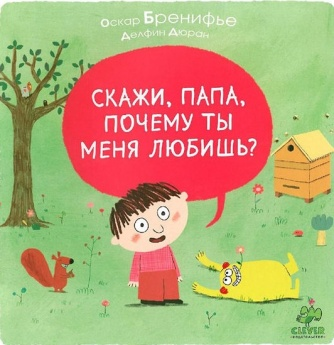 Оскар Бренифье
Делфин Дюран
СКАЖИ, ПАПА,
ПОЧЕМУ ТЫ
МЕНЯ ЛЮБИШЬ?
CLEVER